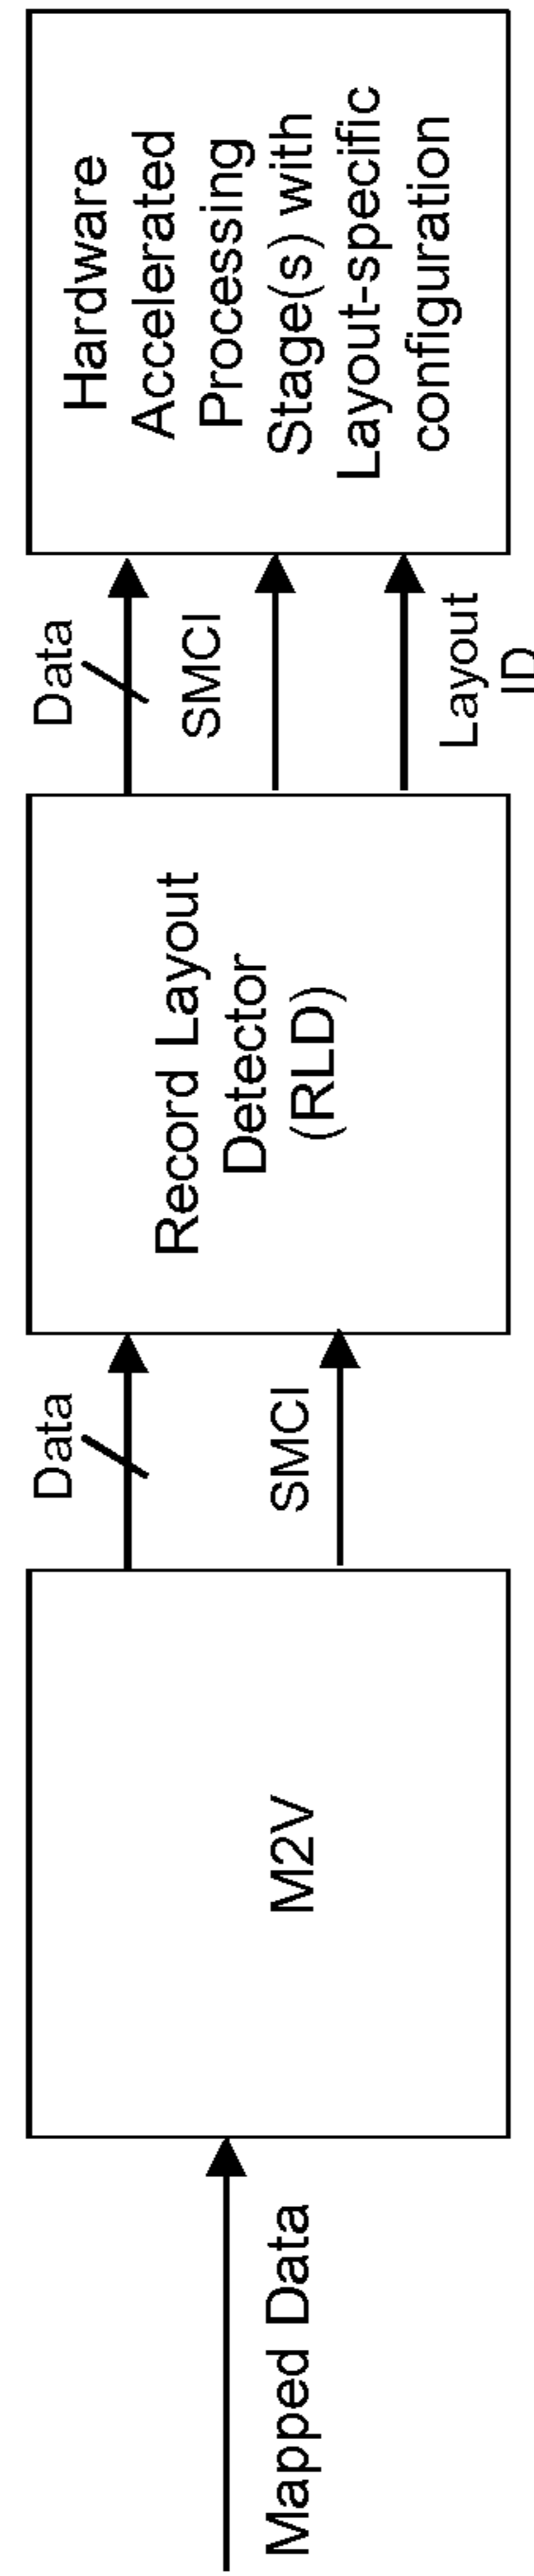 Mapped Data
M2V
Data
SMCI
Record Layout
Detector
(RLD)
Data
SMCI
Layout
ID
Hardware
Accelerated
Processing
Stage(s) with
Layout-specific
configuration